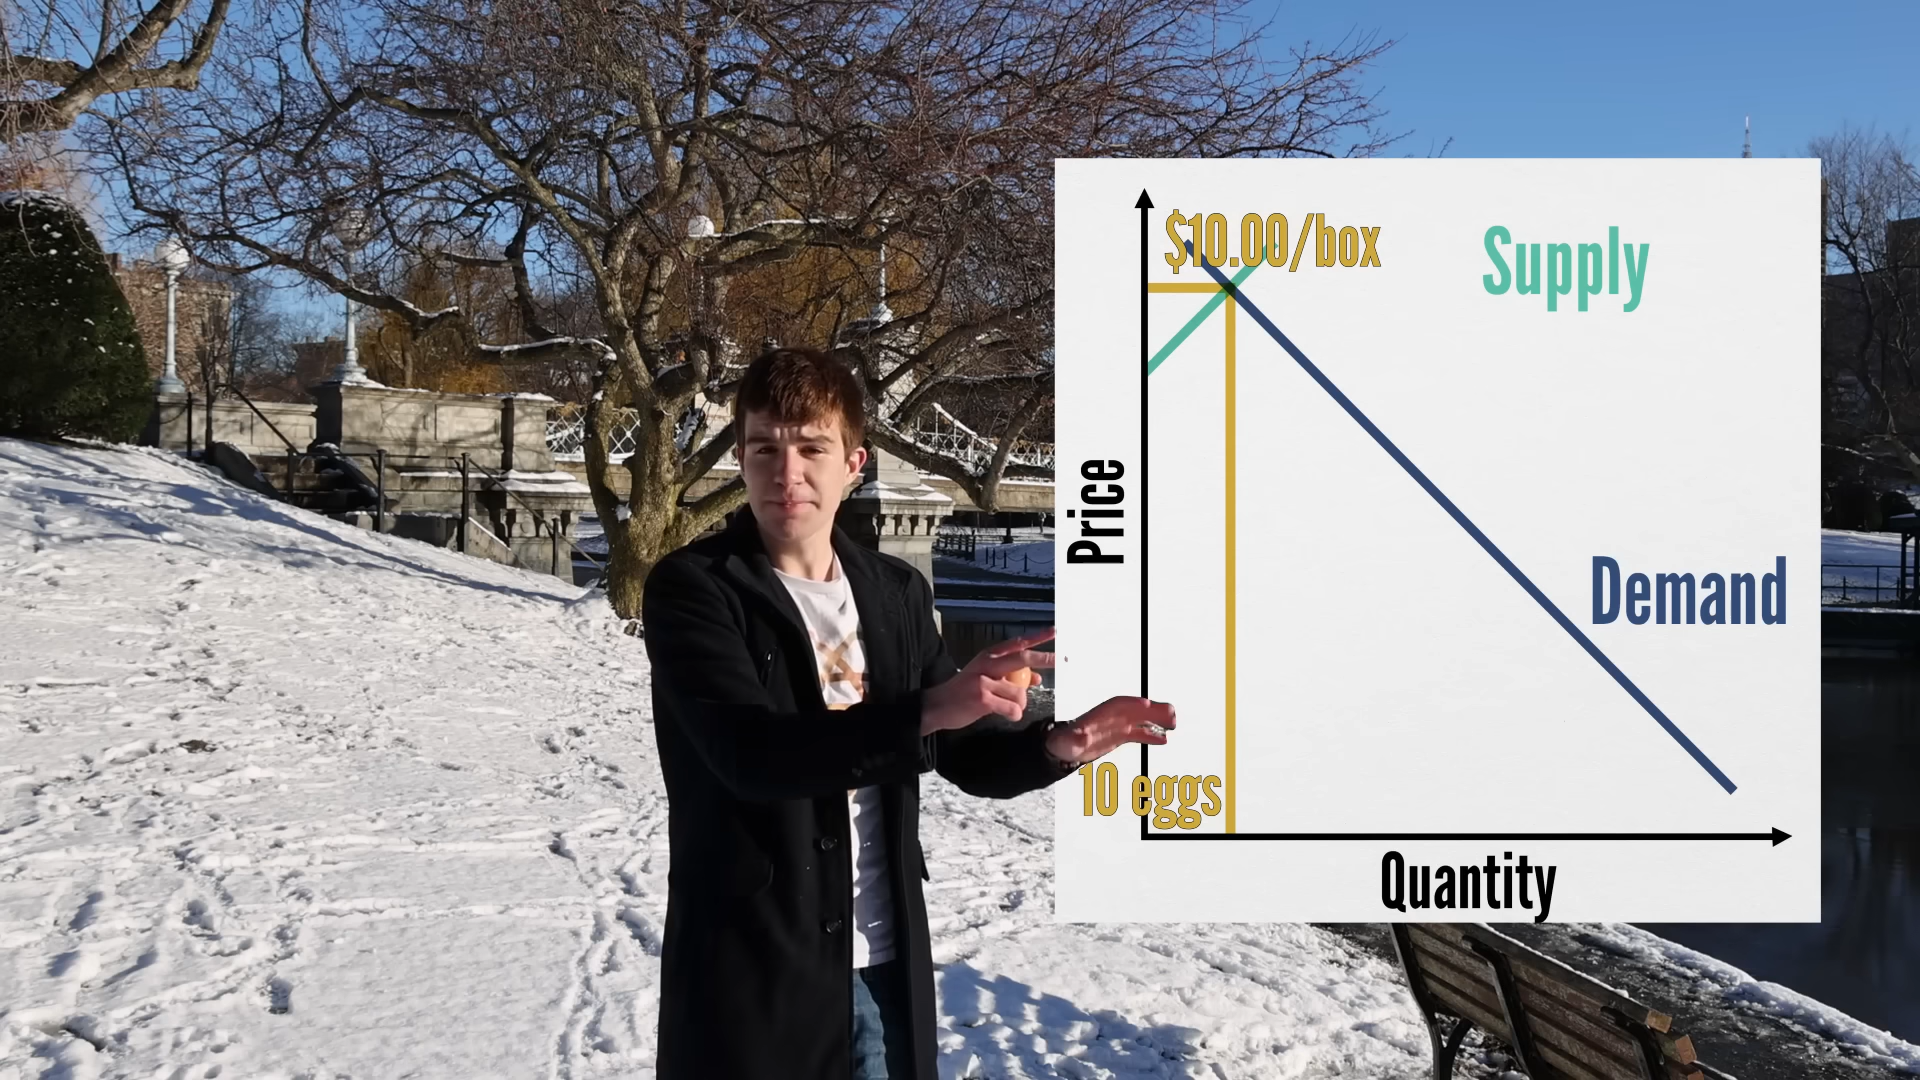 $10.00/box
Supply
Price
Demand
10 eggs
Quantity